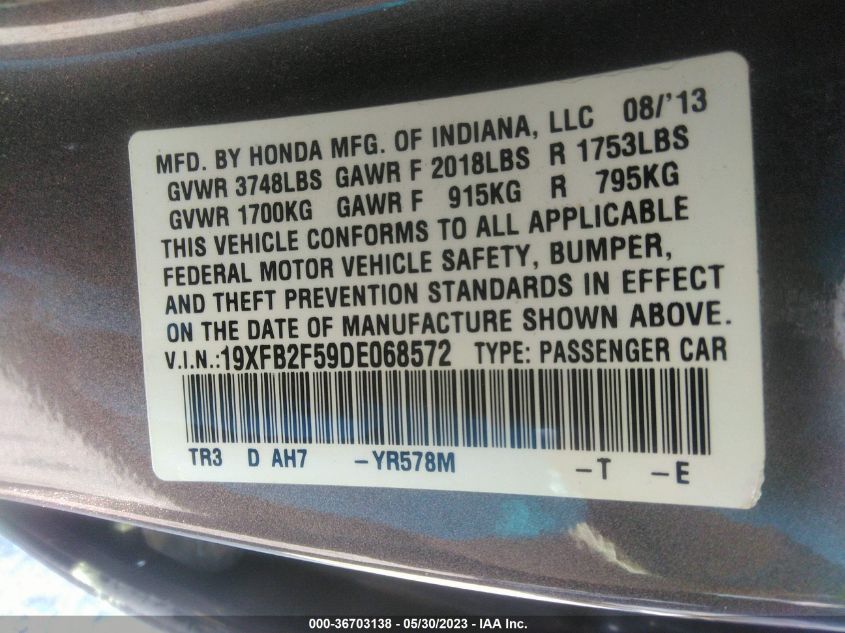 MFD. BY HONDA MFG. OF INDIANA, LLC 08/'13
GVWR 3748LBS GAWR F 2018LBS R 1753LBS
GVWR 1700KG GAWR F 915KG R 795KG
THIS VEHICLE CONFORMS TO ALL APPLICABLE
FEDERAL MOTOR VEHICLE SAFETY, BUMPER,
AND THEFT PREVENTION STANDARDS IN EFFECT
ON THE DATE OF MANUFACTURE SHOWN ABOVE.
V.I.N.:19XFB2F59DE068572 TYPE: PASSENGER CAR
TR3 D AH7 -YR578M -T -E
000-36703138 - 05/30/2023 - IAA Inc.